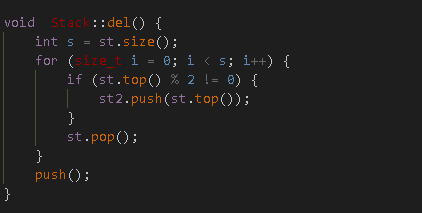 void Stack::del() {
int s = st.size();
for (size_t i = 0; i < s; i++) {
if (st.top() % 2 != 0) {
st2.push(st.top());
}
st.pop();
}
push();
}